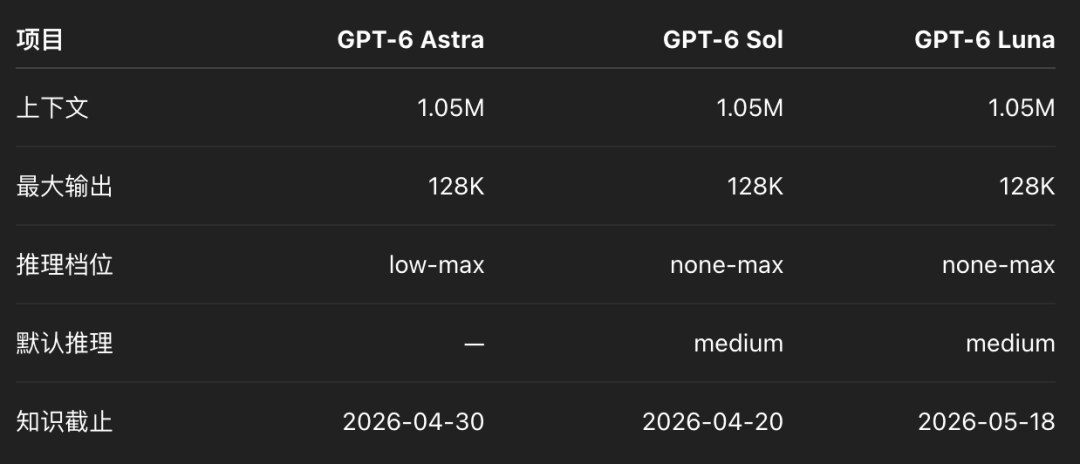 项目 GPT-6 Astra GPT-6 Sol GPT-6 Luna
上下文 1.05M 1.05M 1.05M
最大输出 128K 128K 128K
推理档位 low-max none-max none-max
默认推理 — medium medium
知识截止 2026-04-30 2026-04-20 2026-05-18